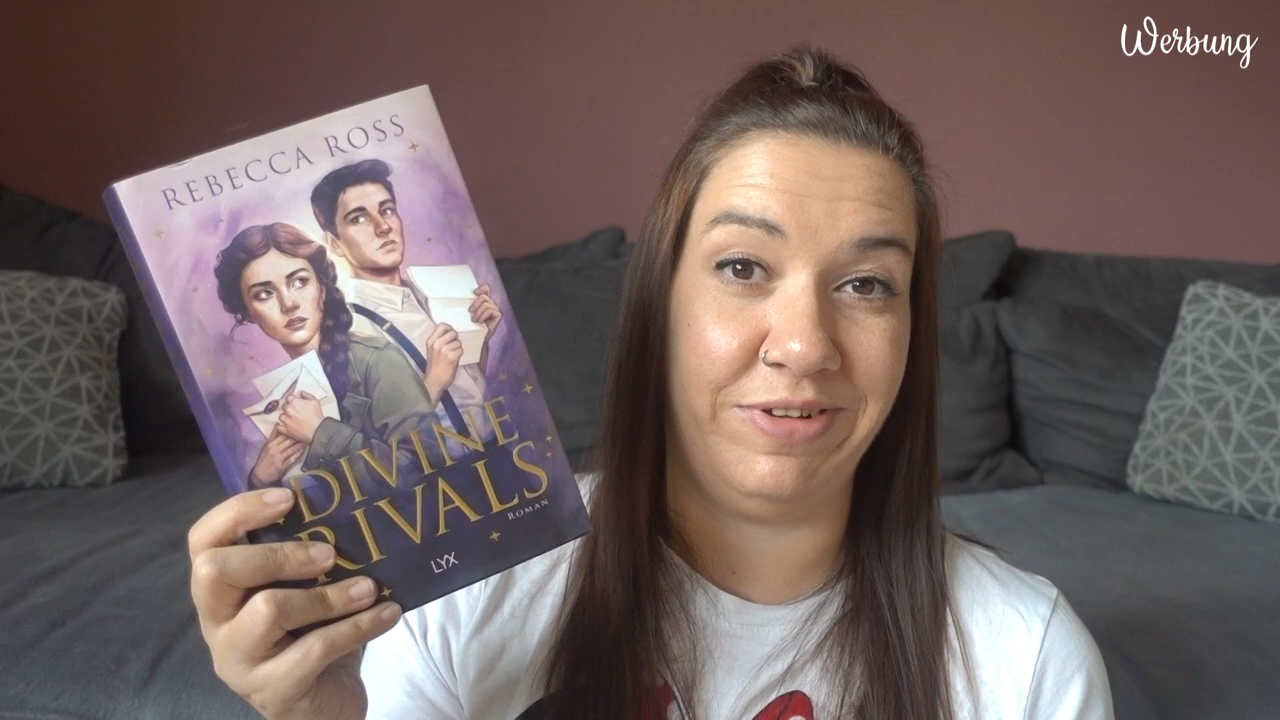 Werbung
REBECCA ROSS
DIVINE
RIVALS
ROMAN
LYX